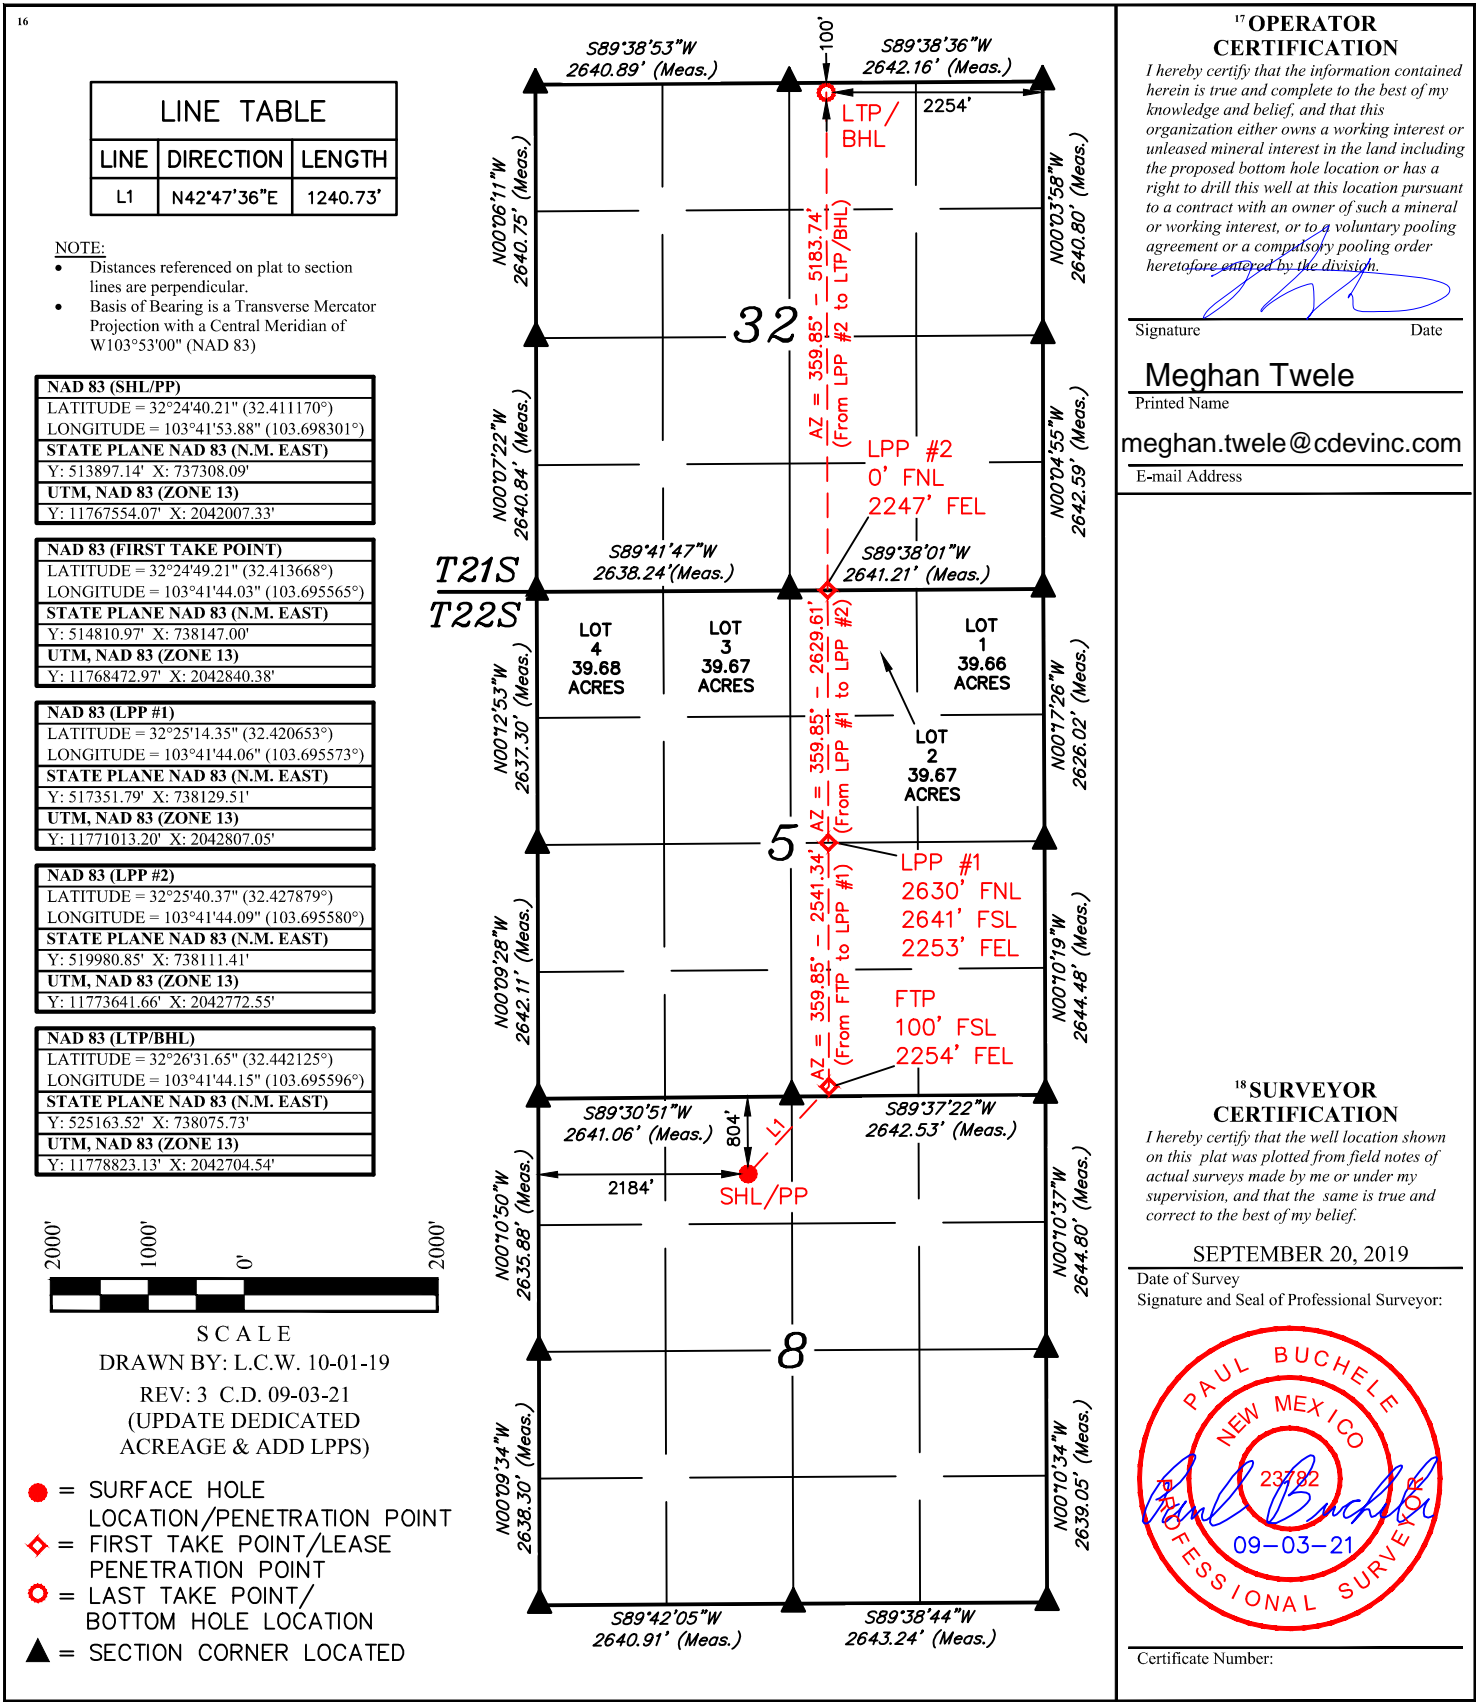 16
LINE TABLE
LINE DIRECTION LENGTH
L1 N42°47'36"E 1240.73'
NOTE:
• Distances referenced on plat to section
lines are perpendicular.
• Basis of Bearing is a Transverse Mercator
Projection with a Central Meridian of
W103°53'00" (NAD 83)
NAD 83 (SHL/PP)
LATITUDE = 32°24'40.21" (32.411170°)
LONGITUDE = 103°41'53.88" (103.698301°)
STATE PLANE NAD 83 (N.M. EAST)
Y: 513897.14' X: 737308.09'
UTM, NAD 83 (ZONE 13)
Y: 11767554.07' X: 2042007.33'
NAD 83 (FIRST TAKE POINT)
LATITUDE = 32°24'49.21" (32.413668°)
LONGITUDE = 103°41'44.03" (103.695565°)
STATE PLANE NAD 83 (N.M. EAST)
Y: 514810.97' X: 738147.00'
UTM, NAD 83 (ZONE 13)
Y: 11768472.97' X: 2042840.38'
NAD 83 (LPP #1)
LATITUDE = 32°25'14.35" (32.420653°)
LONGITUDE = 103°41'44.06" (103.695573°)
STATE PLANE NAD 83 (N.M. EAST)
Y: 517351.79' X: 738129.51'
UTM, NAD 83 (ZONE 13)
Y: 11771013.20' X: 2042807.05'
NAD 83 (LPP #2)
LATITUDE = 32°25'40.37" (32.427879°)
LONGITUDE = 103°41'44.09" (103.695580°)
STATE PLANE NAD 83 (N.M. EAST)
Y: 519980.85' X: 738111.41'
UTM, NAD 83 (ZONE 13)
Y: 11773641.66' X: 2042772.55'
NAD 83 (LTP/BHL)
LATITUDE = 32°26'31.65" (32.442125°)
LONGITUDE = 103°41'44.15" (103.695596°)
STATE PLANE NAD 83 (N.M. EAST)
Y: 525163.52' X: 738075.73'
UTM, NAD 83 (ZONE 13)
Y: 11778823.13' X: 2042704.54'
2000' 1000' 0' 2000'
SCALE
DRAWN BY: L.C.W. 10-01-19
REV: 3 C.D. 09-03-21
(UPDATE DEDICATED
ACREAGE & ADD LPPS)
= SURFACE HOLE
LOCATION/PENETRATION POINT
= FIRST TAKE POINT/LEASE
PENETRATION POINT
= LAST TAKE POINT/
BOTTOM HOLE LOCATION
= SECTION CORNER LOCATED
S89°38'53"W
2640.89' (Meas.)
100'
S89°38'36"W
2642.16' (Meas.)
2254'
LTP/
BHL
N00°06'11"W
2640.75' (Meas.)
N00°03'58"W
2640.80' (Meas.)
32
AZ = 359.85° - 5183.74'
(From LPP #2 to LTP/BHL)
N00°07'22"W
2640.84' (Meas.)
N00°04'55"W
2642.59' (Meas.)
LPP #2
0' FNL
2247' FEL
T21S
T22S
S89°41'47"W
2638.24'(Meas.)
S89°38'01"W
2641.21' (Meas.)
LOT
4
39.68
ACRES
LOT
3
39.67
ACRES
LOT
1
39.66
ACRES
LOT
2
39.67
ACRES
N00°12'53"W
2637.30' (Meas.)
AZ = 359.85° - 2629.61'
(From LPP #1 to LPP #2)
N00°17'26"W
2626.02' (Meas.)
5
LPP #1
2630' FNL
2641' FSL
2253' FEL
N00°09'28"W
2642.11' (Meas.)
AZ = 359.85° - 2541.34'
(From FTP to LPP #1)
N00°10'19"W
2644.48' (Meas.)
FTP
100' FSL
2254' FEL
S89°30'51"W
2641.06' (Meas.)
804'
L1
S89°37'22"W
2642.53' (Meas.)
2184'
SHL/PP
N00°10'50"W
2635.88' (Meas.)
N00°10'37"W
2644.80' (Meas.)
8
N00°09'34"W
2638.30' (Meas.)
N00°10'34"W
2639.05' (Meas.)
S89°42'05"W
2640.91' (Meas.)
S89°38'44"W
2643.24' (Meas.)
17 OPERATOR
CERTIFICATION
I hereby certify that the information contained
herein is true and complete to the best of my
knowledge and belief, and that this
organization either owns a working interest or
unleased mineral interest in the land including
the proposed bottom hole location or has a
right to drill this well at this location pursuant
to a contract with an owner of such a mineral
or working interest, or to a voluntary pooling
agreement or a compulsory pooling order
heretofore entered by the division.
Signature Date
Meghan Twele
Printed Name
meghan.twele@cdevinc.com
E-mail Address
18 SURVEYOR
CERTIFICATION
I hereby certify that the well location shown
on this plat was plotted from field notes of
actual surveys made by me or under my
supervision, and that the same is true and
correct to the best of my belief.
SEPTEMBER 20, 2019
Date of Survey
Signature and Seal of Professional Surveyor:
PAUL BUCHELE
NEW MEXICO
23782
Paul Buchele
09-03-21
PROFESSIONAL SURVEYOR
Certificate Number: